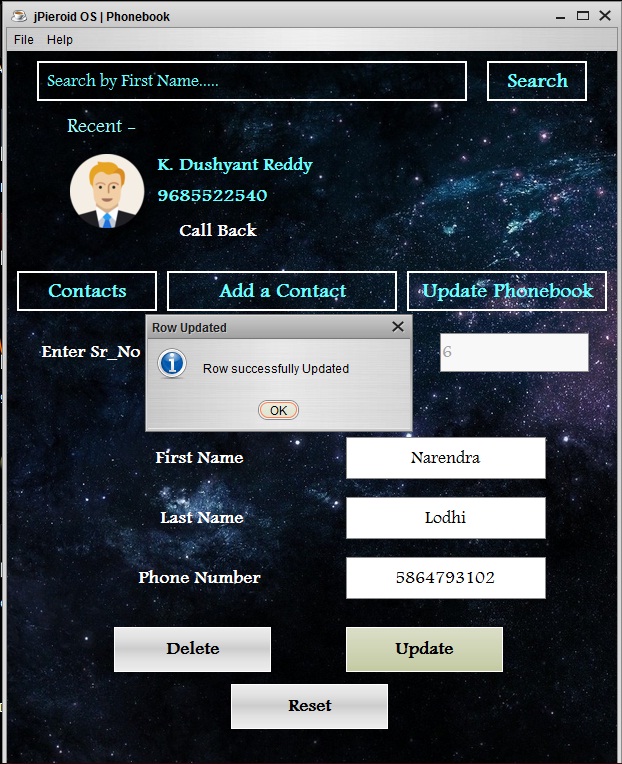 jPieroid OS | Phonebook
File Help
Search by First Name..... Search
Recent -
K. Dushyant Reddy
9685522540
Call Back
Contacts Add a Contact Update Phonebook
Row Updated
Enter Sr_No 6
Row successfully Updated
OK
First Name Narendra
Last Name Lodhi
Phone Number 5864793102
Delete Update
Reset